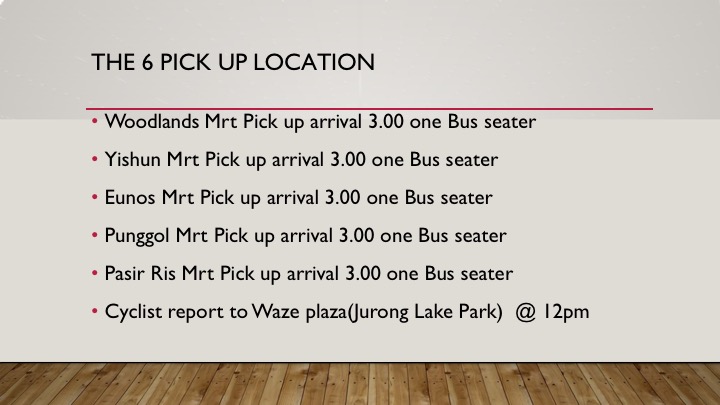 THE 6 PICK UP LOCATION
• Woodlands Mrt Pick up arrival 3.00 one Bus seater
• Yishun Mrt Pick up arrival 3.00 one Bus seater
• Eunos Mrt Pick up arrival 3.00 one Bus seater
• Punggol Mrt Pick up arrival 3.00 one Bus seater
• Pasir Ris Mrt Pick up arrival 3.00 one Bus seater
• Cyclist report to Waze plaza(Jurong Lake Park) @ 12pm